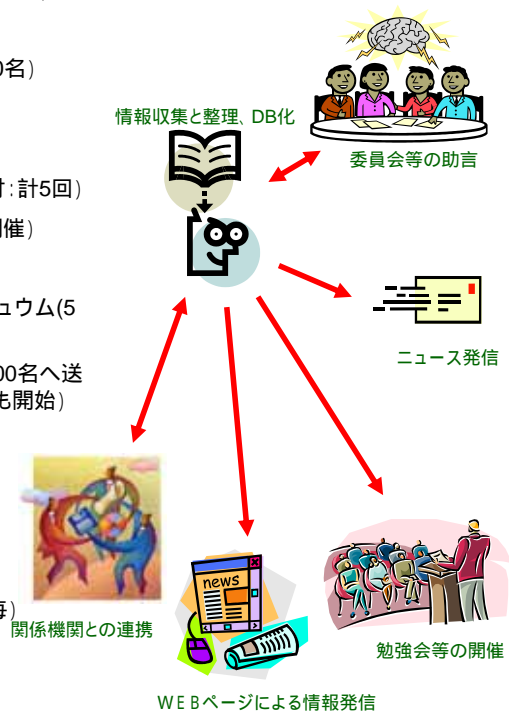 0名）
情報収集と整理、DB化
委員会等の助言
計5回）
催）
ュウム(5
ニュース発信
00名へ送
も開始）
news
）
関係機関との連携
勉強会等の開催
ＷＥＢページによる情報発信